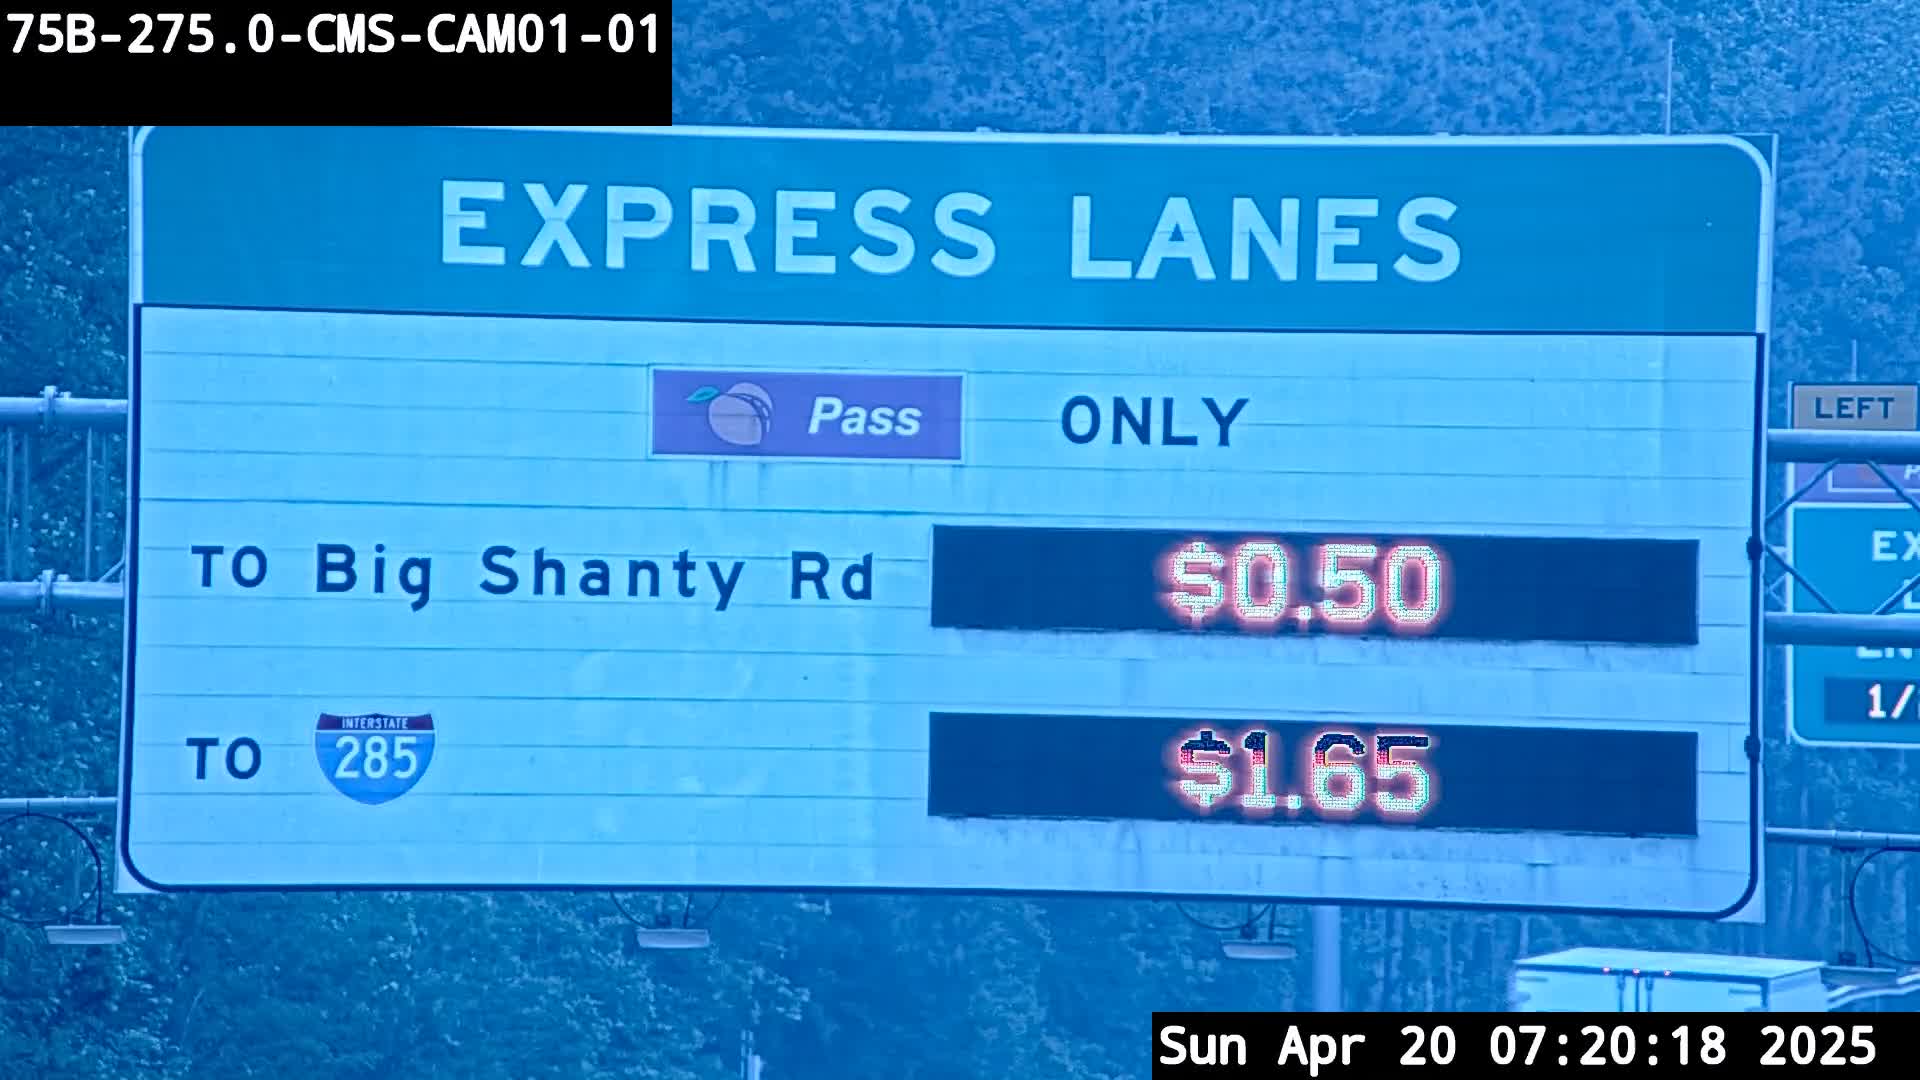 75B-275.0-CMS-CAM01-01
EXPRESS LANES
Pass ONLY
LEFT
TO Big Shanty Rd $0.50
TO INTERSTATE 285 $1.65
1/
Sun Apr 20 07:20:18 2025